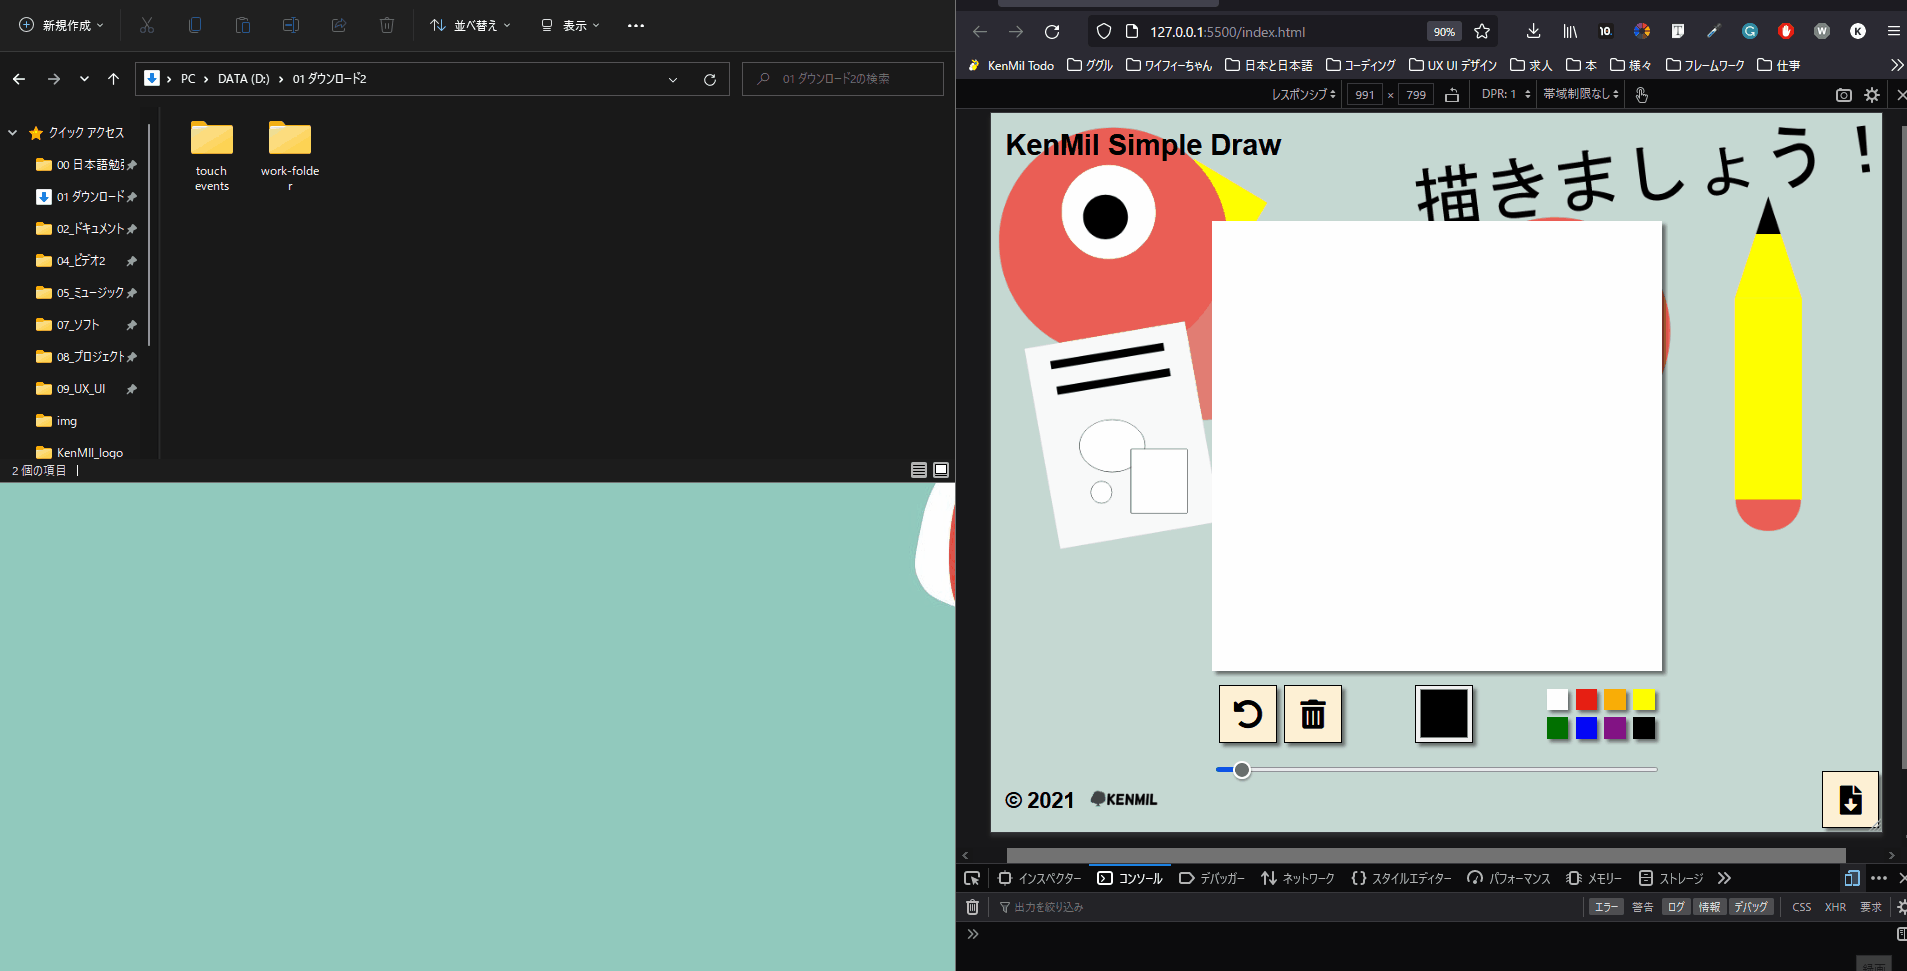 新規作成
並べ替え
表示
PC
DATA (D:)
01 ダウンロード2
01 ダウンロード2の検索
クイック アクセス
00 日本語勉強
01 ダウンロード
02_ドキュメント
04_ビデオ2
05_ミュージック
07_ソフト
08_プロジェクト
09_UX_UI
img
KenMIl_logo
touch
events
work-folde
r
2 個の項目
127.0.0.1:5500/index.html
90%
KenMil Todo
ググル
ワイフィーちゃん
日本と日本語
コーディング
UX UI デザイン
求人
本
様々
フレームワーク
仕事
レスポンシブ
991 × 799
DPR: 1
帯域制限なし
KenMil Simple Draw
描きましょう！
© 2021
KENMIL
インスペクター
コンソール
デバッガー
ネットワーク
スタイルエディター
パフォーマンス
メモリー
ストレージ
出力を絞り込み
エラー
警告
ログ
情報
デバッグ
CSS
XHR
要求